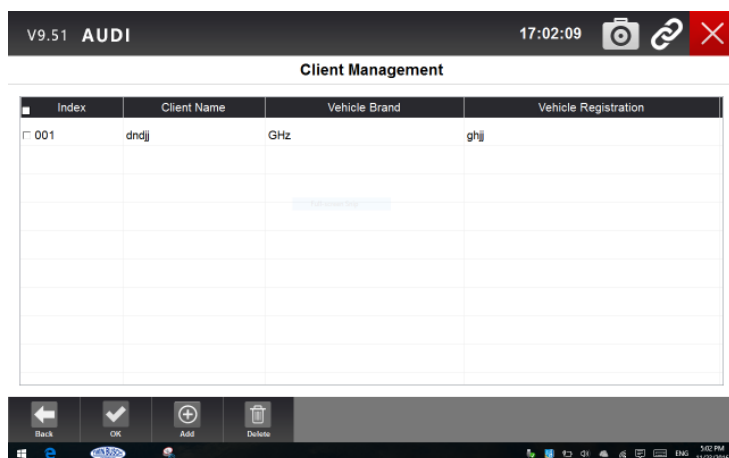 V9.51 AUDI 17:02:09
Client Management
Index Client Name Vehicle Brand Vehicle Registration
001 dndjj GHz ghjj
Back OK Add Delete
ENG 5:02 PM